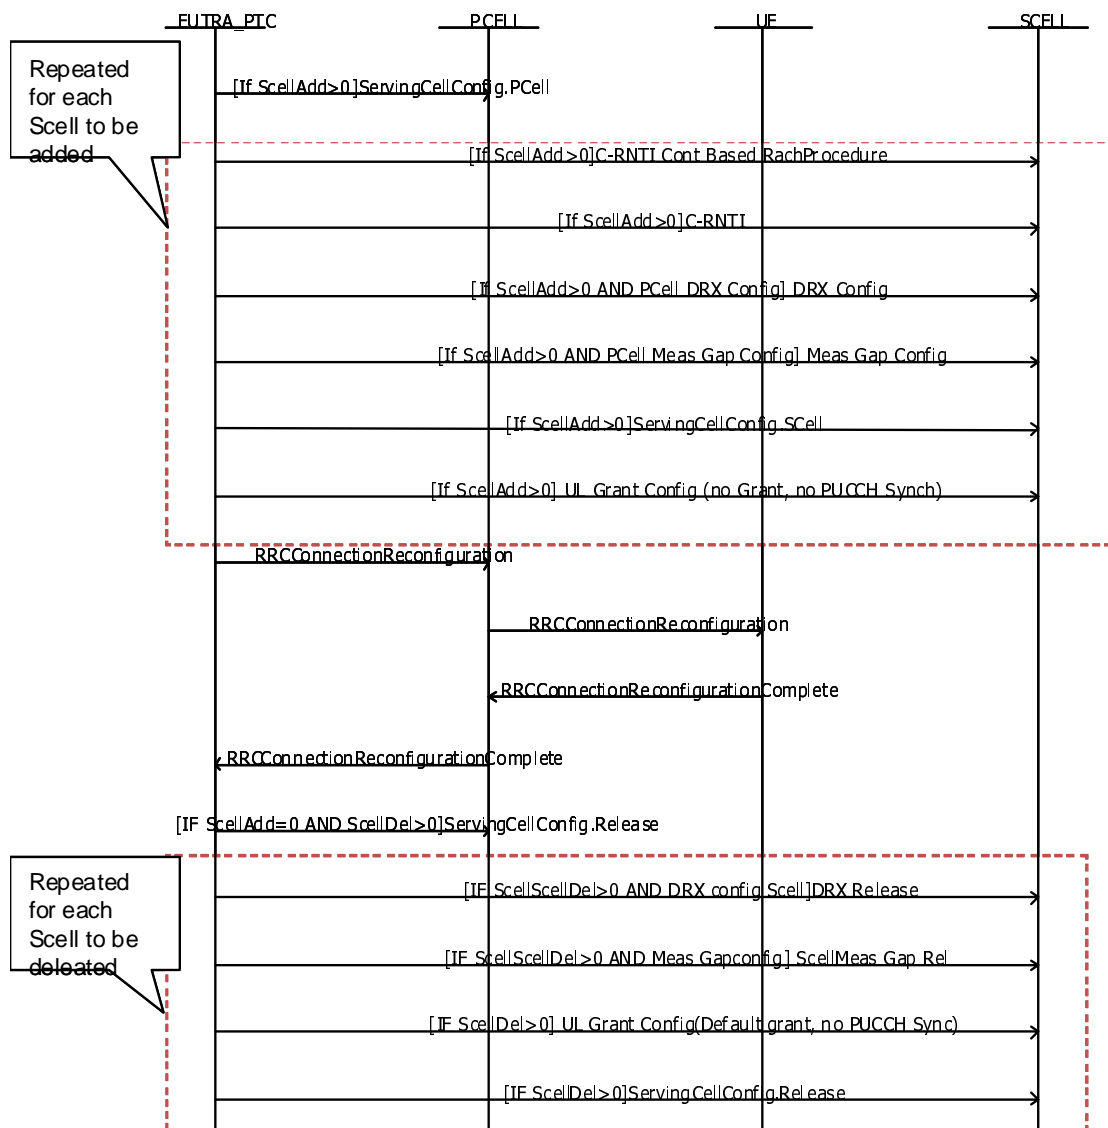 EUTRA_PTC PCELL UE SCELL
Repeated
for each
Scell to be
added
[If ScellAdd>0]ServingCellConfig.PCell
[If ScellAdd>0]C-RNTI Cont Based RachProcedure
[If ScellAdd>0]C-RNTI
[If ScellAdd>0 AND PCell DRX Config] DRX Config
[If ScellAdd>0 AND PCell Meas Gap Config] Meas Gap Config
[If ScellAdd>0]ServingCellConfig.SCell
[If ScellAdd>0] UL Grant Config (no Grant, no PUCCH Synch)
RRCConnectionReconfiguration
RRCConnectionReconfiguration
RRCConnectionReconfigurationComplete
RRCConnectionReconfigurationComplete
[IF ScellAdd=0 AND ScellDel>0]ServingCellConfig.Release
Repeated
for each
Scell to be
deleated
[IF ScellScellDel>0 AND DRX config Scell]DRX Release
[IF ScellScellDel>0 AND Meas Gapconfig] ScellMeas Gap Rel
[IF ScellDel>0] UL Grant Config(Default grant, no PUCCH Sync)
[IF ScellDel>0]ServingCellConfig.Release